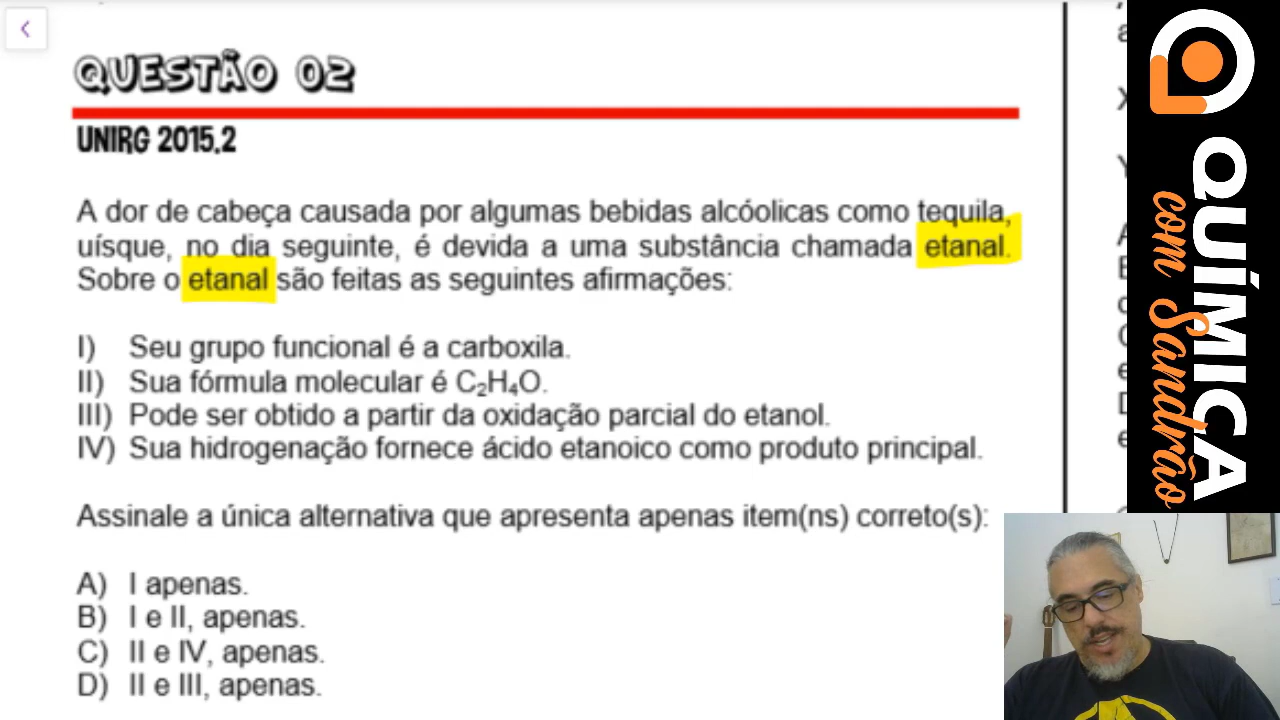 QUESTÃO 02
UNIRG 2015.2
A dor de cabeça causada por algumas bebidas alcóolicas como tequila,
uísque, no dia seguinte, é devida a uma substância chamada etanal.
Sobre o etanal são feitas as seguintes afirmações:
I) Seu grupo funcional é a carboxila.
II) Sua fórmula molecular é C₂H₄O.
III) Pode ser obtido a partir da oxidação parcial do etanol.
IV) Sua hidrogenação fornece ácido etanoico como produto principal.
Assinale a única alternativa que apresenta apenas item(ns) correto(s):
A) I apenas.
B) I e II, apenas.
C) II e IV, apenas.
D) II e III, apenas.
QUÍMICA
com Sandrão